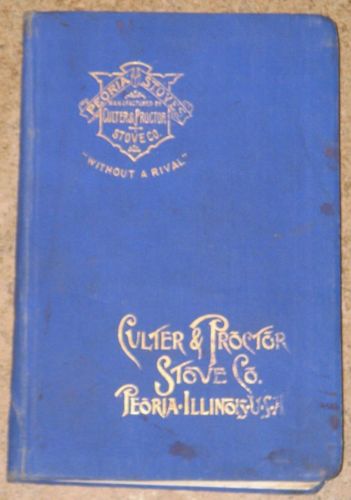 PEORIA STOVES
MANUFACTURED BY
CULTER & PROCTOR
STOVE CO.
"WITHOUT A RIVAL"
CULTER & PROCTOR
STOVE CO.
PEORIA·ILLINOIS·U·S·A